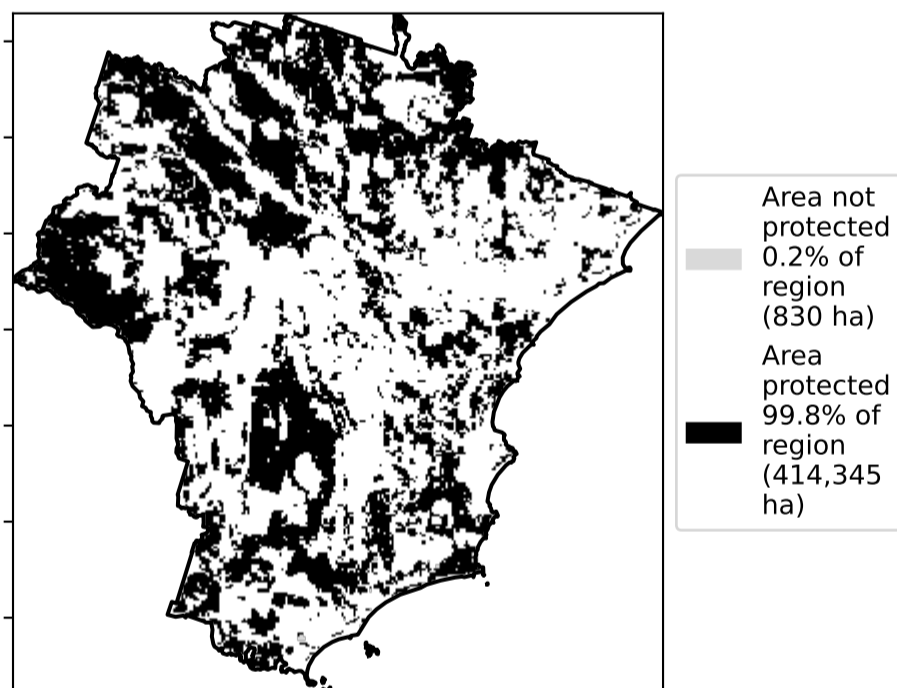 Area not
protected
0.2% of
region
(830 ha)
Area
protected
99.8% of
region
(414,345
ha)